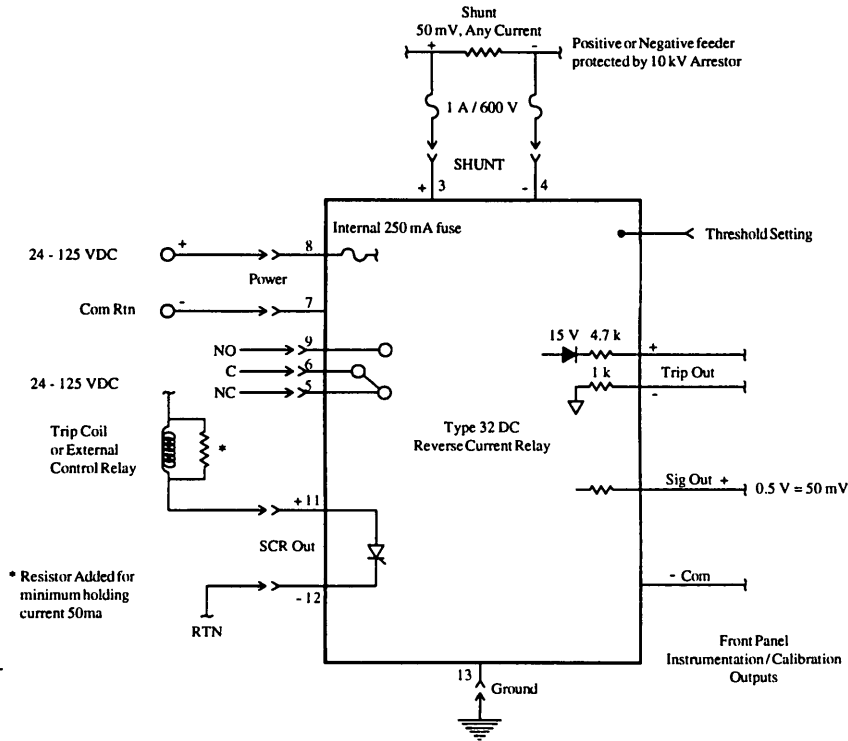 Shunt
50 mV, Any Current
+
-
Positive or Negative feeder
protected by 10 kV Arrestor
1 A / 600 V
SHUNT
+ 3
- 4
Internal 250 mA fuse
Threshold Setting
24 - 125 VDC
+
8
Power
Com Rtn
-
7
NO
9
C
6
NC
5
15 V
4.7 k
+
Trip Out
1 k
-
24 - 125 VDC
Trip Coil
or External
Control Relay
*
Type 32 DC
Reverse Current Relay
Sig Out +
0.5 V = 50 mV
+ 11
SCR Out
- 12
* Resistor Added for
minimum holding
current 50ma
RTN
- Com
Front Panel
Instrumentation / Calibration
Outputs
13
Ground